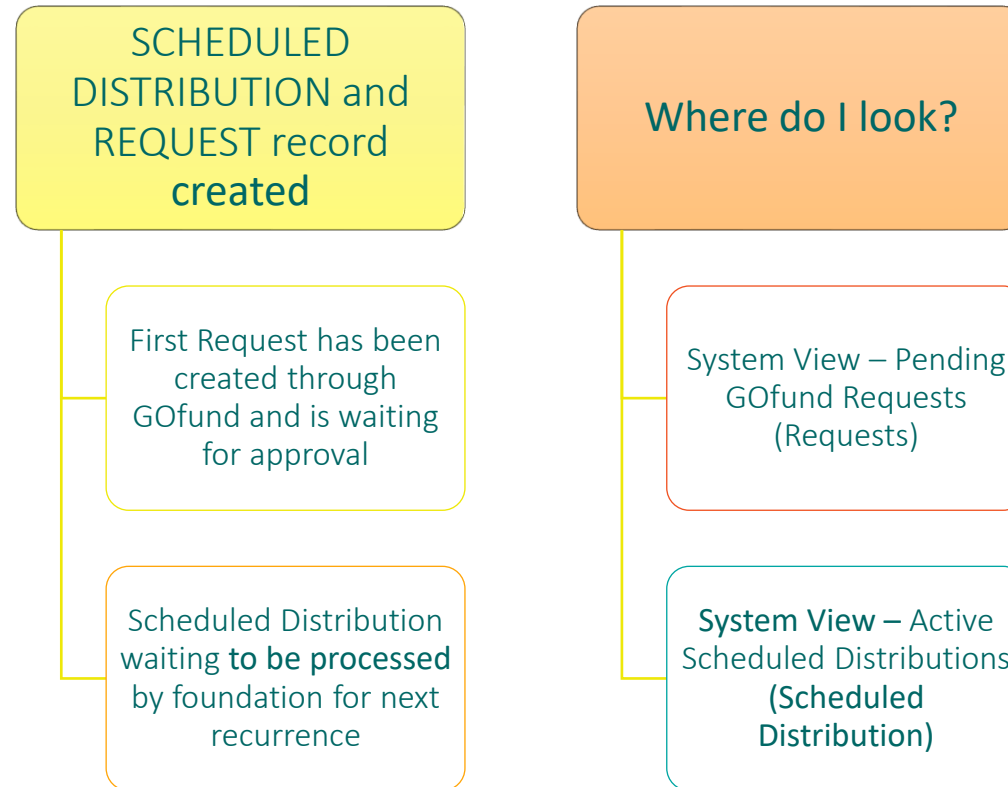 SCHEDULED
DISTRIBUTION and
REQUEST record
created
First Request has been
created through
GOfund and is waiting
for approval
Scheduled Distribution
waiting to be processed
by foundation for next
recurrence
Where do I look?
System View – Pending
GOfund Requests
(Requests)
System View – Active
Scheduled Distributions
(Scheduled
Distribution)